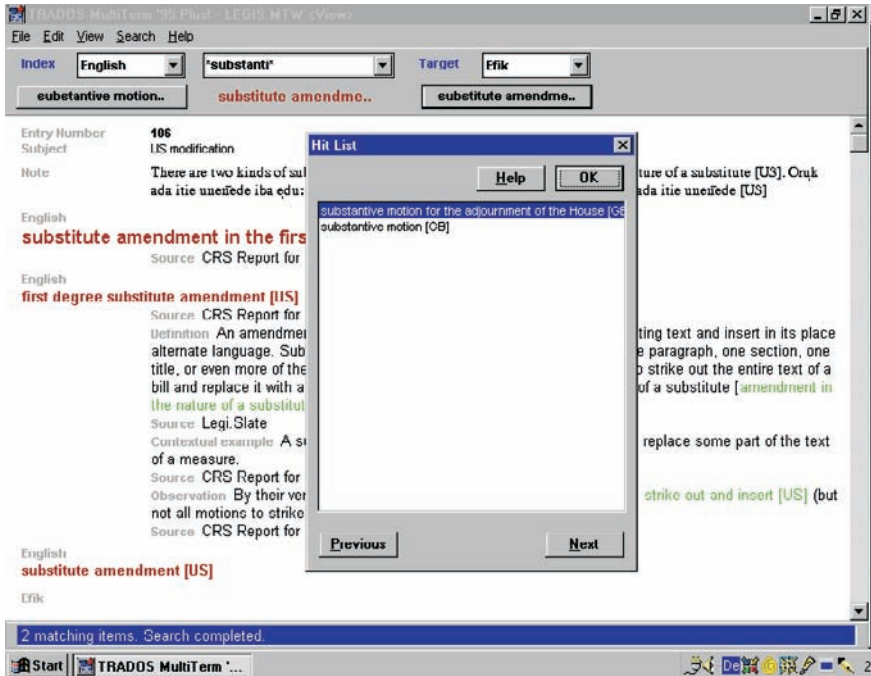 TRADOS MultiTerm '95 Plus! - LEGIS.MTW <View>
File Edit View Search Help
Index English *substanti* Target Efik
substantive motion.. substitute amendme.. substitute amendme..
Entry Number 106
Subject US modification
Note There are two kinds of
ture of a substitute [US]. Oruk
ada itie unefede iba ẹdu:
ada itie unefede [US]
English
substitute amendment in the firs
Source CRS Report for
English
first degree substitute amendment [US]
Source CRS Report for
Definition An amendme
ting text and insert in its place
alternate language. Sub
e paragraph, one section, one
title, or even more of the
o strike out the entire text of a
bill and replace it with a
of a substitute [amendment in
the nature of a substitut
Source Legi.Slate
Contextual example A s
replace some part of the text
of a measure.
Source CRS Report for
Observation By their ver
strike out and insert [US] (but
not all motions to strike
Source CRS Report for
English
substitute amendment [US]
Efik
Hit List
Help OK
substantive motion for the adjournment of the House [GB
substantive motion [GB]
Previous Next
2 matching items. Search completed.
Start TRADOS MultiTerm '... De 2